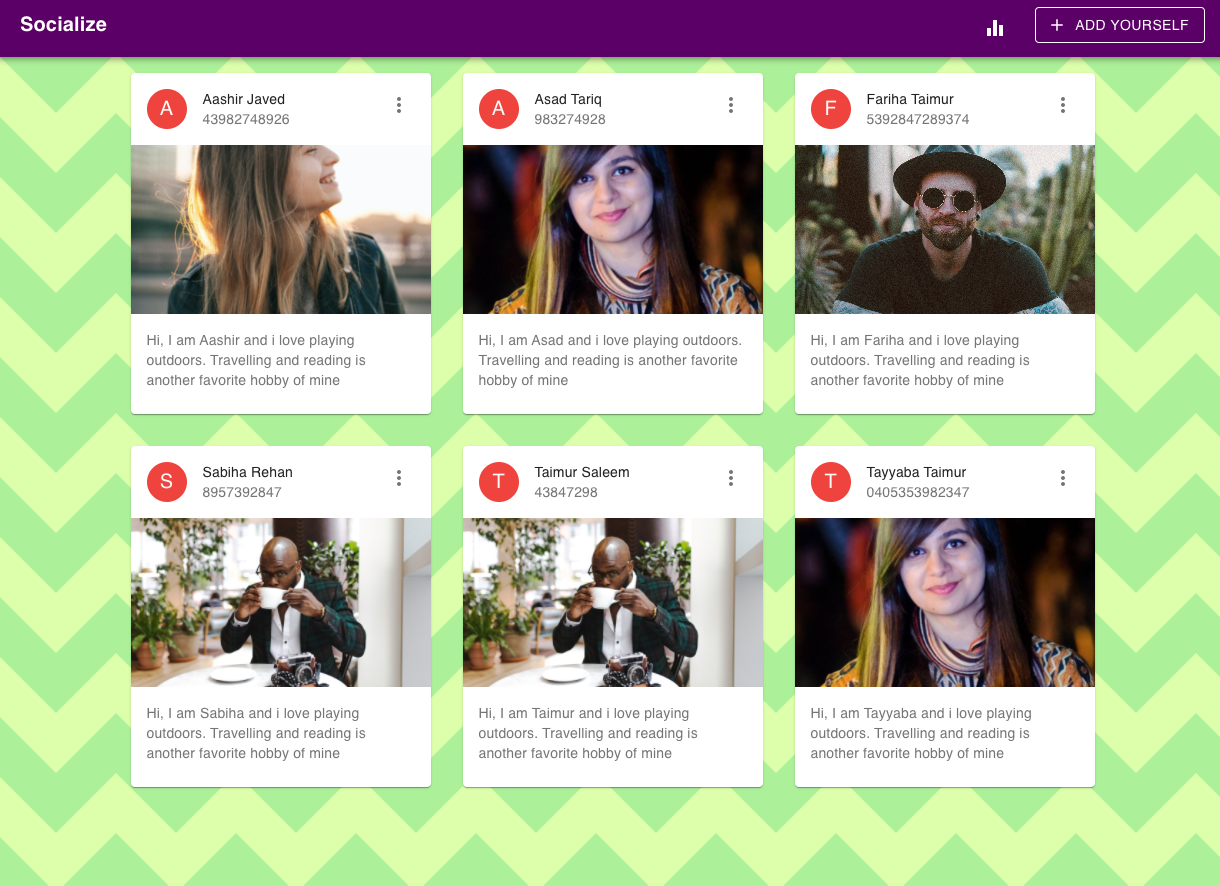 Socialize
ADD YOURSELF
A
Aashir Javed
43982748926
Hi, I am Aashir and i love playing
outdoors. Travelling and reading is
another favorite hobby of mine
A
Asad Tariq
983274928
Hi, I am Asad and i love playing outdoors.
Travelling and reading is another favorite
hobby of mine
F
Fariha Taimur
5392847289374
Hi, I am Fariha and i love playing
outdoors. Travelling and reading is
another favorite hobby of mine
S
Sabiha Rehan
8957392847
Hi, I am Sabiha and i love playing
outdoors. Travelling and reading is
another favorite hobby of mine
T
Taimur Saleem
43847298
Hi, I am Taimur and i love playing
outdoors. Travelling and reading is
another favorite hobby of mine
T
Tayyaba Taimur
0405353982347
Hi, I am Tayyaba and i love playing
outdoors. Travelling and reading is
another favorite hobby of mine